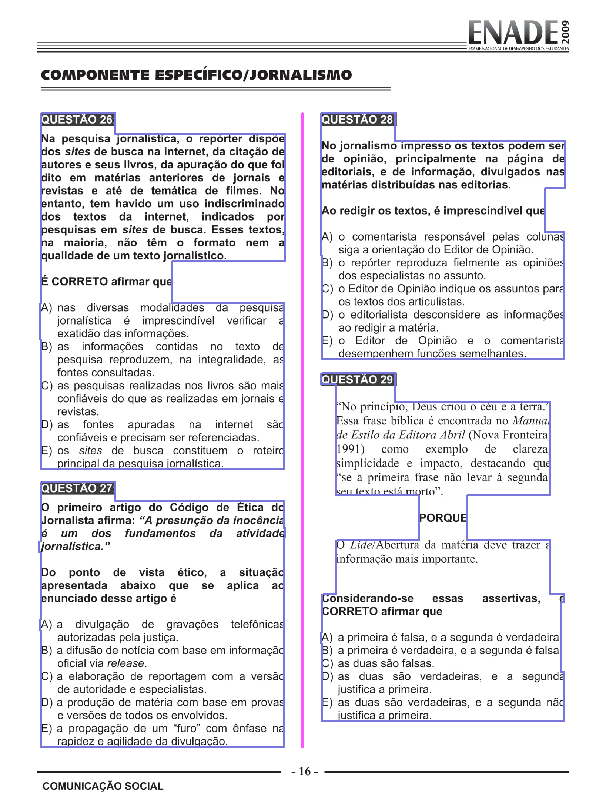 ENADE 2009
EXAME NACIONAL DE DESEMPENHO DOS ESTUDANTES
COMPONENTE ESPECÍFICO/JORNALISMO
QUESTÃO 26
Na pesquisa jornalística, o repórter dispõe
dos sites de busca na internet, da citação de
autores e seus livros, da apuração do que foi
dito em matérias anteriores de jornais e
revistas e até de temática de filmes. No
entanto, tem havido um uso indiscriminado
dos textos da internet, indicados por
pesquisas em sites de busca. Esses textos,
na maioria, não têm o formato nem a
qualidade de um texto jornalístico.
É CORRETO afirmar que
A) nas diversas modalidades da pesquisa
jornalística é imprescindível verificar a
exatidão das informações.
B) as informações contidas no texto de
pesquisa reproduzem, na integralidade, as
fontes consultadas.
C) as pesquisas realizadas nos livros são mais
confiáveis do que as realizadas em jornais e
revistas.
D) as fontes apuradas na internet são
confiáveis e precisam ser referenciadas.
E) os sites de busca constituem o roteiro
principal da pesquisa jornalística.
QUESTÃO 27
O primeiro artigo do Código de Ética do
Jornalista afirma: “A presunção da inocência
é um dos fundamentos da atividade
jornalística.”
Do ponto de vista ético, a situação
apresentada abaixo que se aplica ao
enunciado desse artigo é
A) a divulgação de gravações telefônicas
autorizadas pela justiça.
B) a difusão de notícia com base em informação
oficial via release.
C) a elaboração de reportagem com a versão
de autoridade e especialistas.
D) a produção de matéria com base em provas
e versões de todos os envolvidos.
E) a propagação de um “furo” com ênfase na
rapidez e agilidade da divulgação.
QUESTÃO 28
No jornalismo impresso os textos podem ser
de opinião, principalmente na página de
editoriais, e de informação, divulgados nas
matérias distribuídas nas editorias.
Ao redigir os textos, é imprescindível que
A) o comentarista responsável pelas colunas
siga a orientação do Editor de Opinião.
B) o repórter reproduza fielmente as opiniões
dos especialistas no assunto.
C) o Editor de Opinião indique os assuntos para
os textos dos articulistas.
D) o editorialista desconsidere as informações
ao redigir a matéria.
E) o Editor de Opinião e o comentarista
desempenhem funções semelhantes.
QUESTÃO 29
“No princípio, Deus criou o céu e a terra.”
Essa frase bíblica é encontrada no Manual
de Estilo da Editora Abril (Nova Fronteira,
1991) como exemplo de clareza,
simplicidade e impacto, destacando que
“se a primeira frase não levar à segunda,
seu texto está morto”.
PORQUE
O Lide/Abertura da matéria deve trazer a
informação mais importante.
Considerando-se essas assertivas, é
CORRETO afirmar que
A) a primeira é falsa, e a segunda é verdadeira.
B) a primeira é verdadeira, e a segunda é falsa.
C) as duas são falsas.
D) as duas são verdadeiras, e a segunda
justifica a primeira.
E) as duas são verdadeiras, e a segunda não
justifica a primeira.
- 16 -
COMUNICAÇÃO SOCIAL